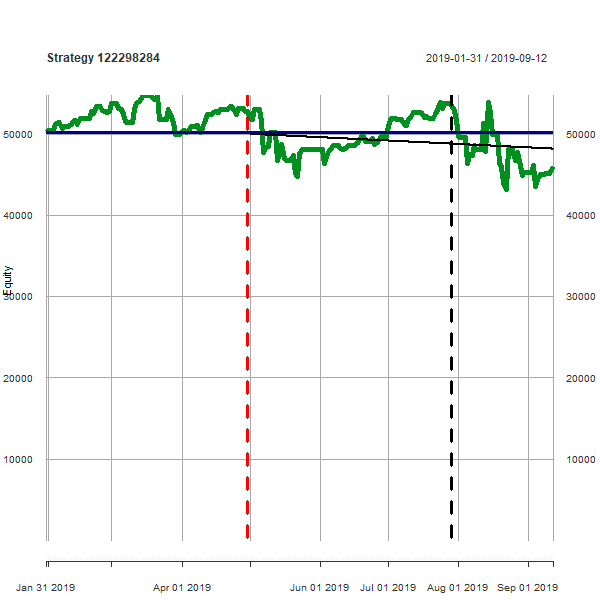 Strategy 122298284
2019-01-31 / 2019-09-12
50000 50000
40000 40000
Equity
30000 30000
20000 20000
10000 10000
Jan 31 2019 Apr 01 2019 Jun 01 2019 Jul 01 2019 Aug 01 2019 Sep 01 2019